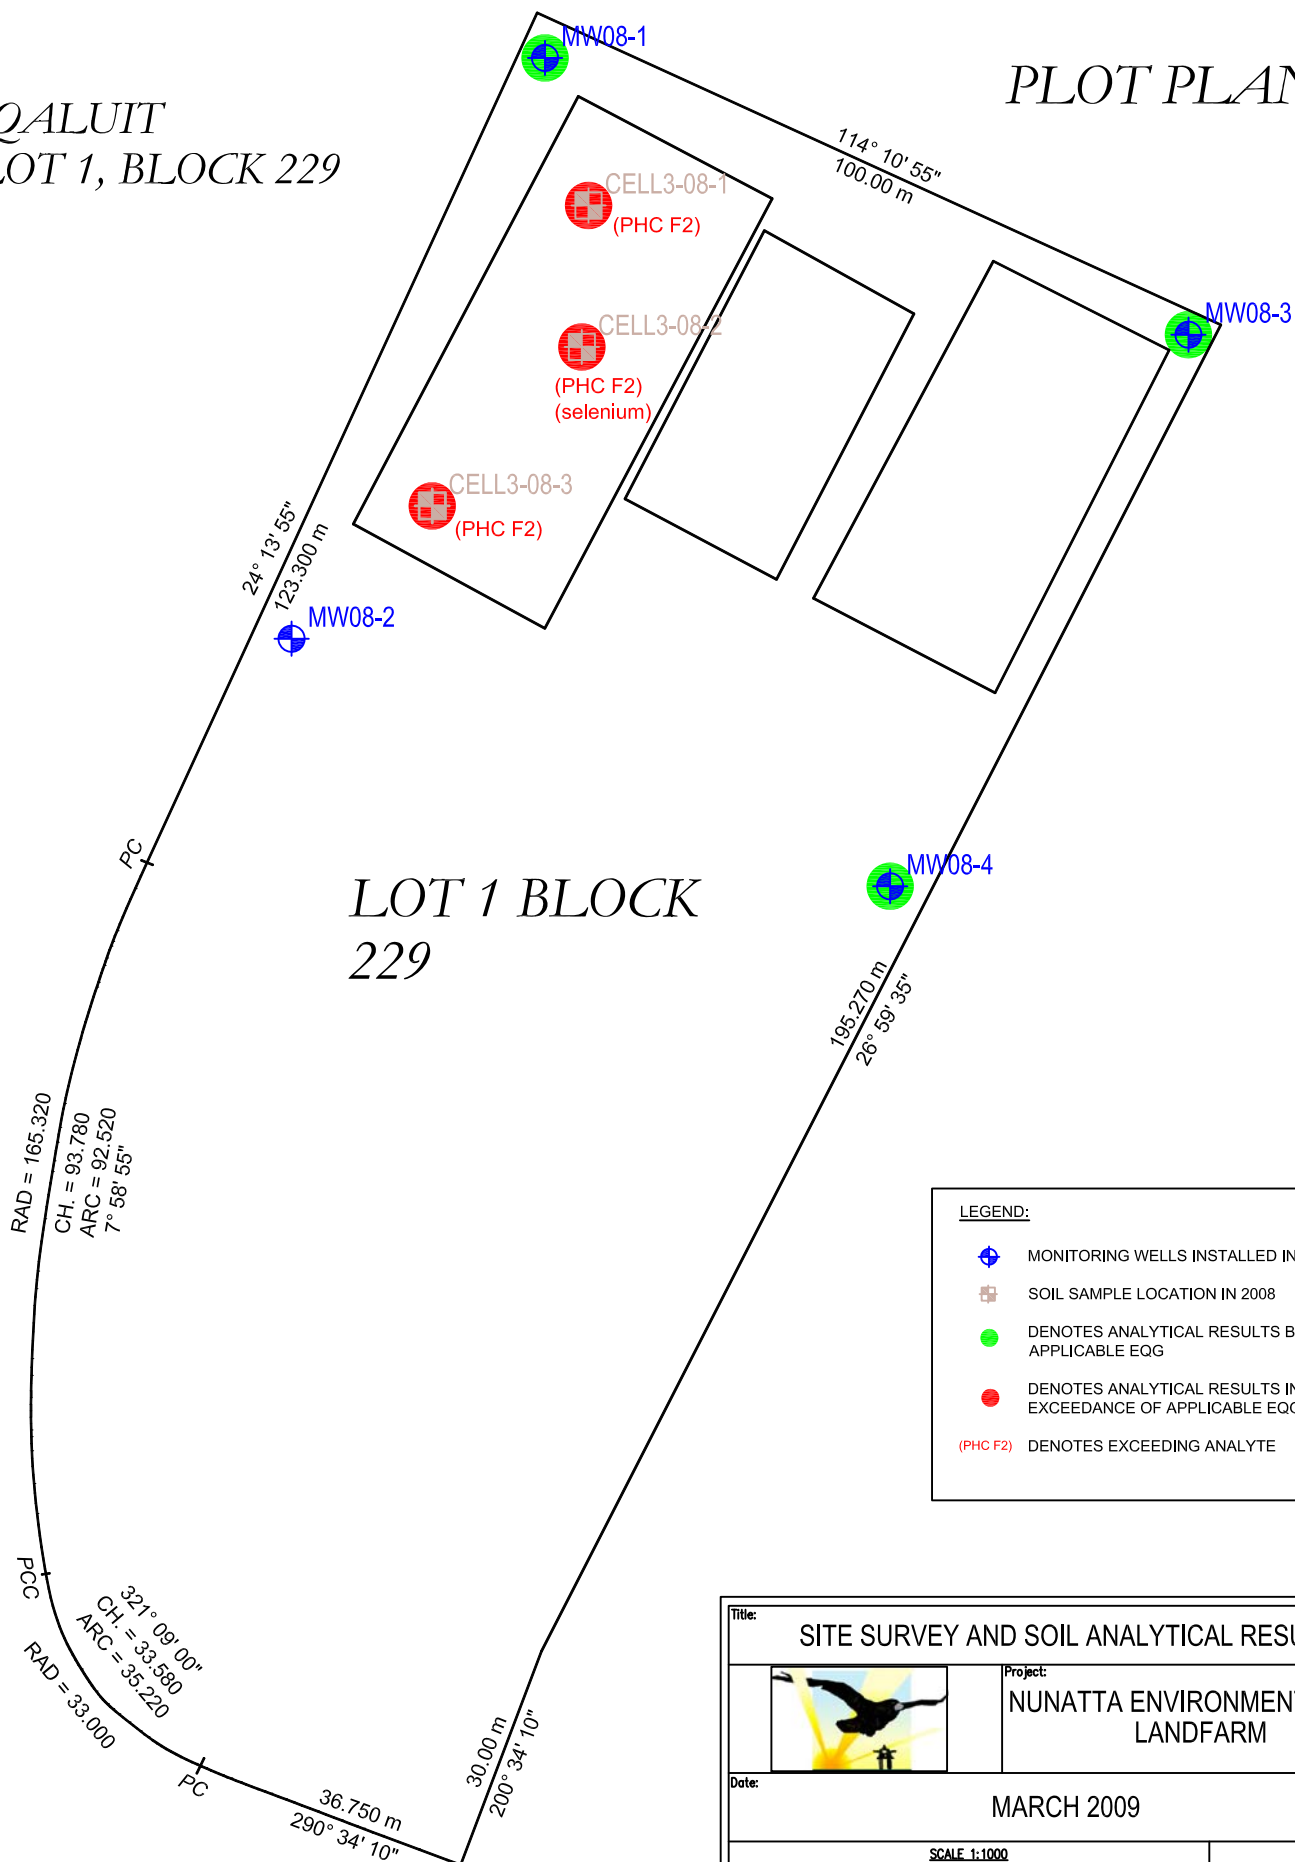 MW08-1
PLOT PLAN
QALUIT
LOT 1, BLOCK 229
114° 10' 55"
100.00 m
CELL3-08-1
(PHC F2)
MW08-3
CELL3-08-2
(PHC F2)
(selenium)
CELL3-08-3
(PHC F2)
24° 13' 55"
123.300 m
MW08-2
PC
MW08-4
LOT 1 BLOCK
229
195.270 m
26° 59' 35"
RAD = 165.320
CH. = 93.780
ARC = 92.520
7° 58' 55"
LEGEND:
MONITORING WELLS INSTALLED IN
SOIL SAMPLE LOCATION IN 2008
DENOTES ANALYTICAL RESULTS B
APPLICABLE EQG
DENOTES ANALYTICAL RESULTS IN
EXCEEDANCE OF APPLICABLE EQG
(PHC F2) DENOTES EXCEEDING ANALYTE
PCC
321° 09' 00"
CH. = 33.580
ARC = 35.220
RAD = 33.000
PC
36.750 m
290° 34' 10"
30.00 m
200° 34' 10"
Title:
SITE SURVEY AND SOIL ANALYTICAL RESU
Project:
NUNATTA ENVIRONMENT
LANDFARM
Date:
MARCH 2009
SCALE 1:1000